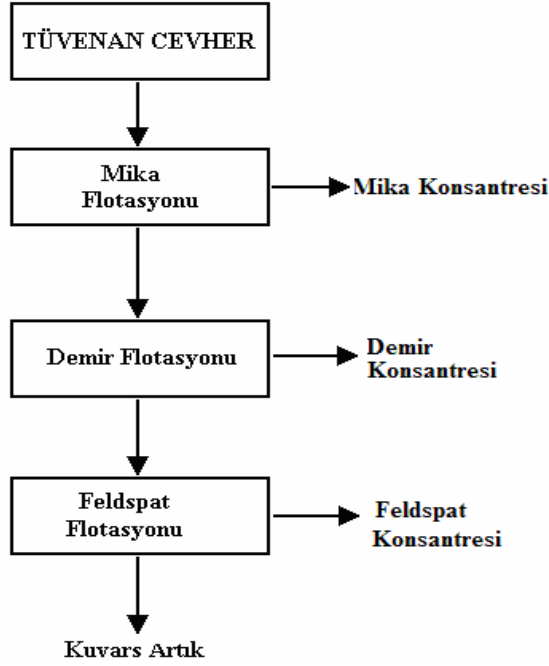 TÜVENAN CEVHER
Mika
Flotasyonu
Mika Konsantresi
Demir Flotasyonu
Demir
Konsantresi
Feldspat
Flotasyonu
Feldspat
Konsantresi
Kuvars Artık